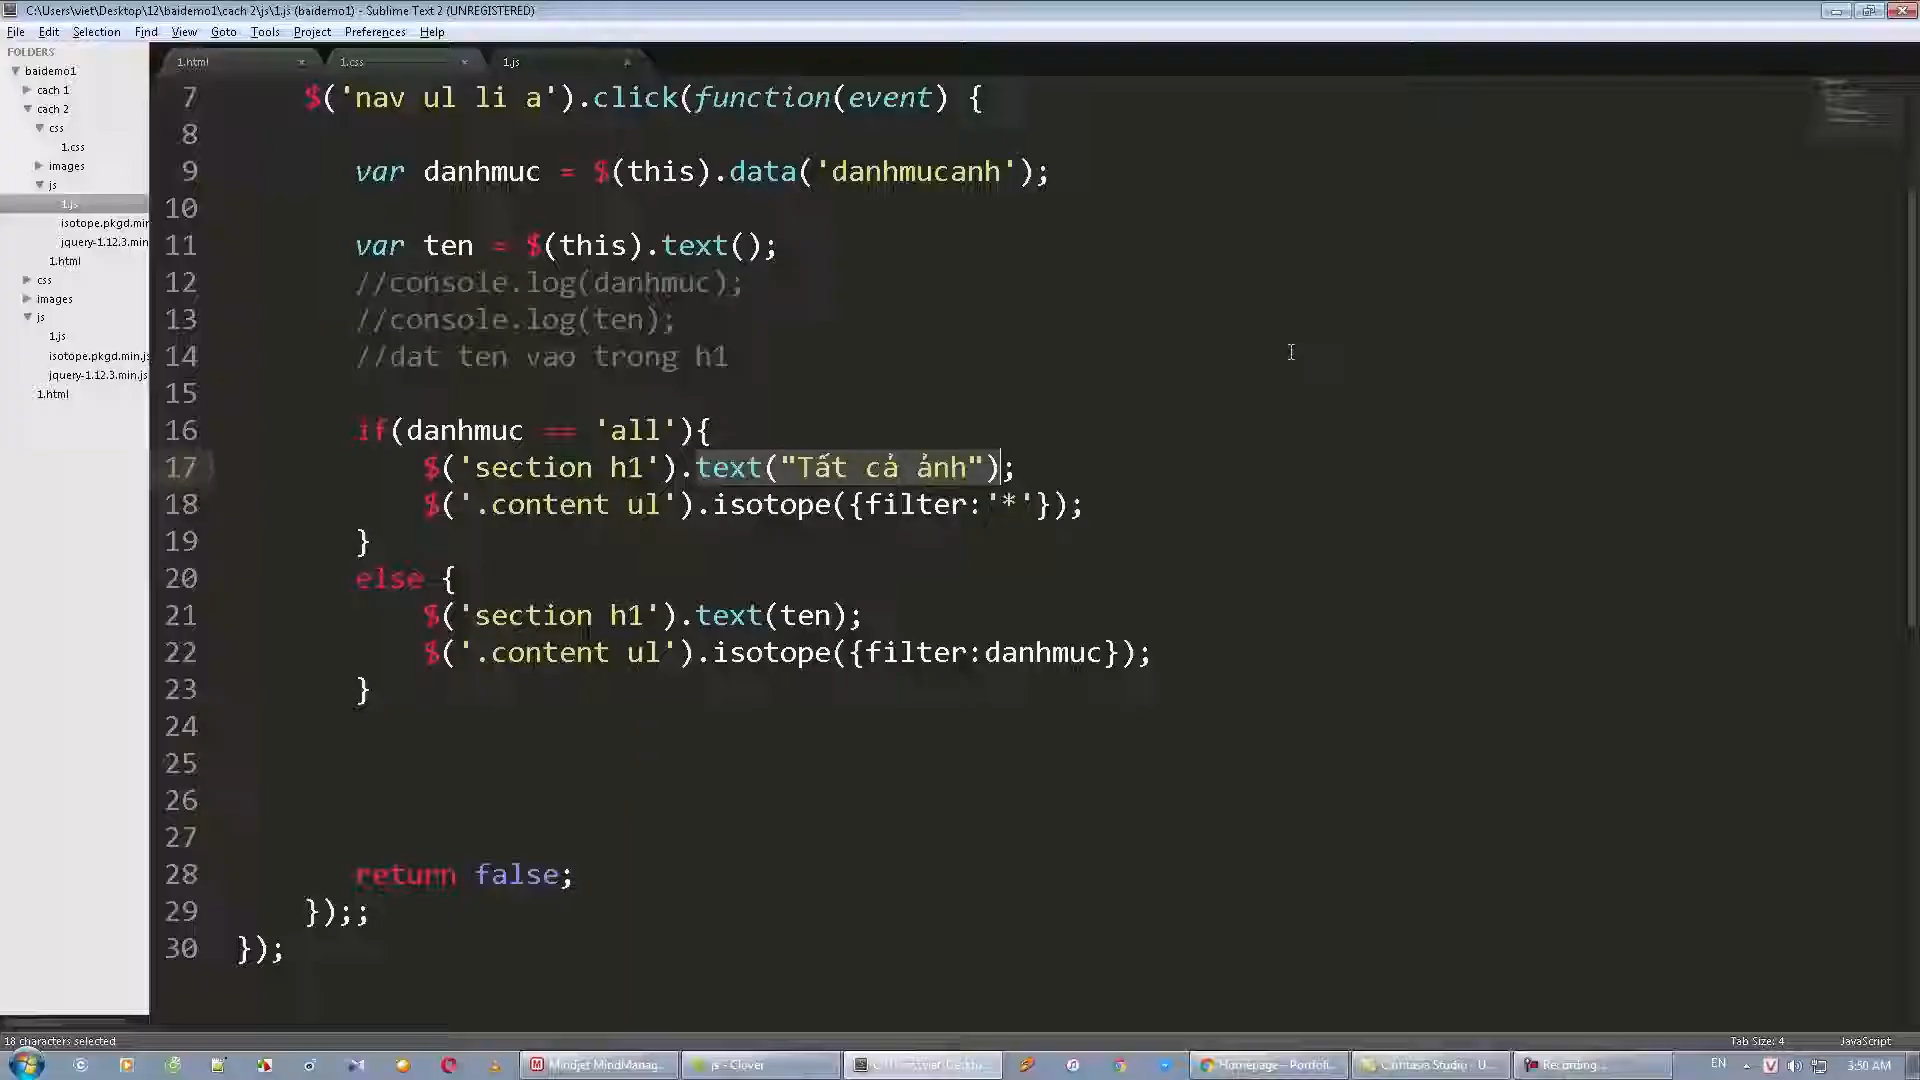 C:\Users\viet\Desktop\12\baidemo1\cach 2\js\1.js (baidemo1) - Sublime Text 2 (UNREGISTERED)
File Edit Selection Find View Goto Tools Project Preferences Help
FOLDERS
baidemo1
cach 1
cach 2
css
1.css
images
js
1.js
isotope.pkgd.mir
jquery-1.12.3.min
1.html
css
images
js
1.js
isotope.pkgd.min.js
jquery-1.12.3.min.js
1.html
1.html 1.css 1.js
7 $('nav ul li a').click(function(event) {
8
9 var danhmuc = $(this).data('danhmucanh');
10
11 var ten = $(this).text();
12 //console.log(danhmuc);
13 //console.log(ten);
14 //dat ten vao trong h1
15
16 if(danhmuc == 'all'){
17 $('section h1').text("Tất cả ảnh");
18 $('.content ul').isotope({filter:'*'});
19 }
20 else {
21 $('section h1').text(ten);
22 $('.content ul').isotope({filter:danhmuc});
23 }
24
25
26
27
28 return false;
29 });;
30 });
18 characters selected Tab Size: 4 JavaScript
Mindjet MindManag... js - Clover Homepage - Portfoli... Camtasia Studio - U... Recording... EN 3:50 AM